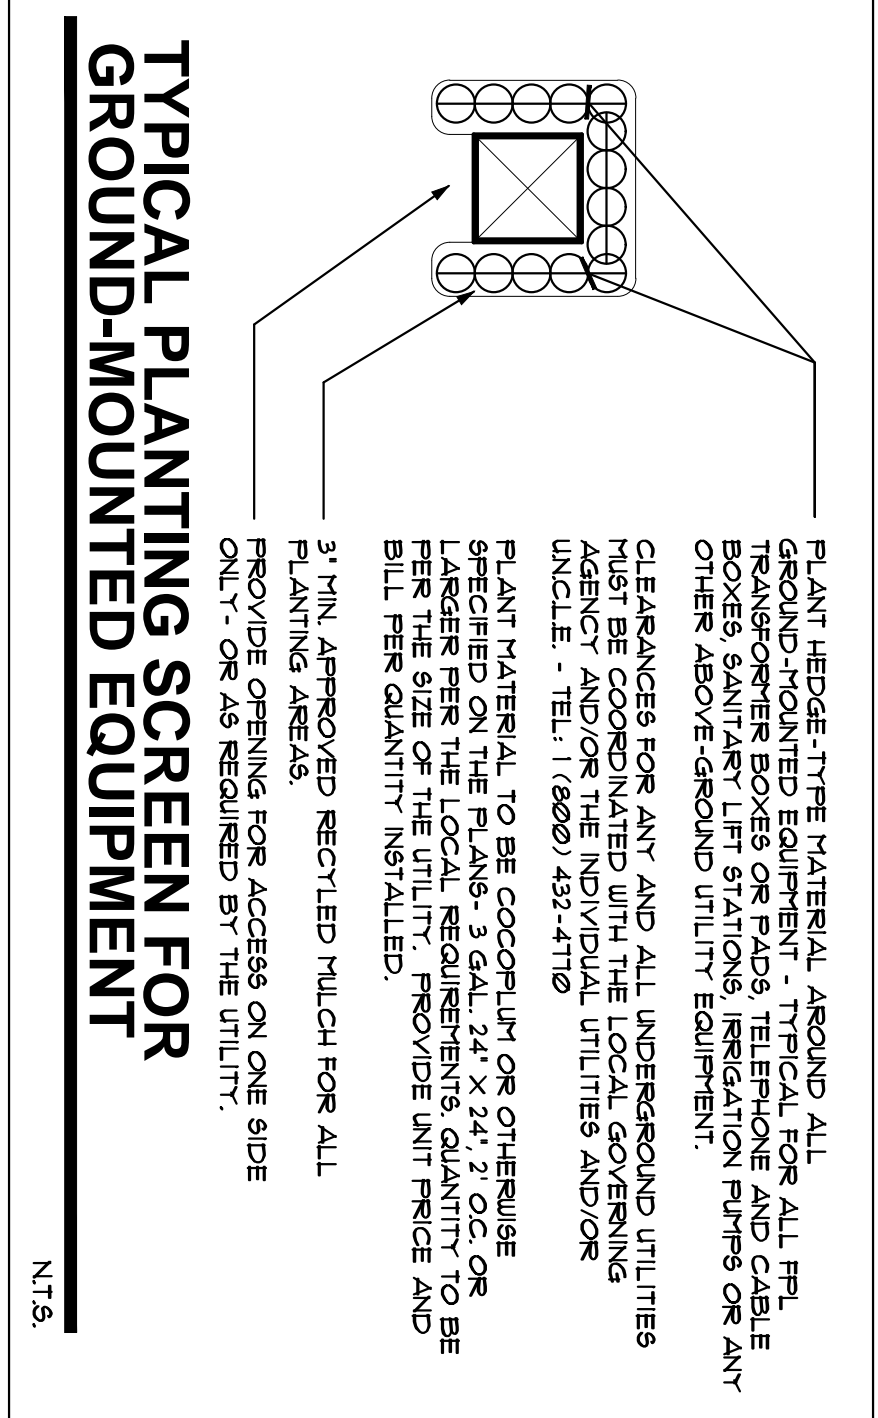 PLANT HEDGE-TYPE MATERIAL AROUND ALL
GROUND-MOUNTED EQUIPMENT - TYPICAL FOR ALL FPL
TRANSFORMER BOXES OR PADS, TELEPHONE AND CABLE
BOXES, SANITARY LIFT STATIONS, IRRIGATION PUMPS OR ANY
OTHER ABOVE-GROUND UTILITY EQUIPMENT.
CLEARANCES FOR ANY AND ALL UNDERGROUND UTILITIES
MUST BE COORDINATED WITH THE LOCAL GOVERNING
AGENCY AND/OR THE INDIVIDUAL UTILITIES AND/OR
U.N.C.L.E. - TEL: 1 (800) 432-4770
PLANT MATERIAL TO BE COCOPLUM OR OTHERWISE
SPECIFIED ON THE PLANS- 3 GAL. 24" X 24", 2' O.C. OR
LARGER PER THE LOCAL REQUIREMENTS. QUANTITY TO BE
PER THE SIZE OF THE UTILITY. PROVIDE UNIT PRICE AND
BILL PER QUANTITY INSTALLED.
3" MIN. APPROVED RECYLED MULCH FOR ALL
PLANTING AREAS.
PROVIDE OPENING FOR ACCESS ON ONE SIDE
ONLY- OR AS REQUIRED BY THE UTILITY.
TYPICAL PLANTING SCREEN FOR
GROUND-MOUNTED EQUIPMENT
N.T.S.